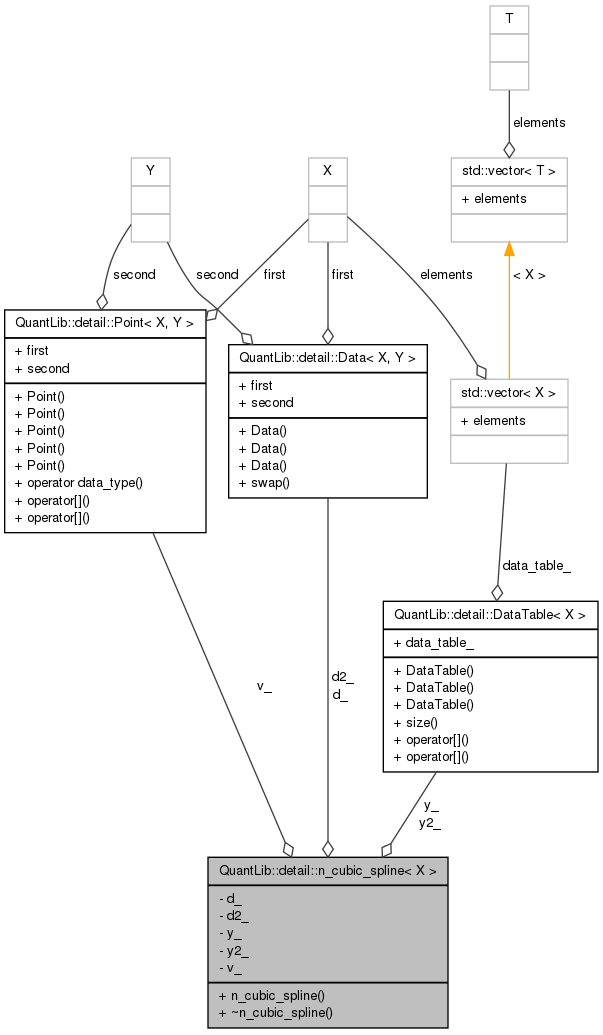 T
elements
std::vector< T >
+ elements
Y
X
< X >
second
second
first
first
elements
QuantLib::detail::Point< X, Y >
+ first
+ second
+ Point()
+ Point()
+ Point()
+ Point()
+ Point()
+ operator data_type()
+ operator[]()
+ operator[]()
QuantLib::detail::Data< X, Y >
+ first
+ second
+ Data()
+ Data()
+ Data()
+ swap()
std::vector< X >
+ elements
data_table_
QuantLib::detail::DataTable< X >
+ data_table_
+ DataTable()
+ DataTable()
+ DataTable()
+ size()
+ operator[]()
+ operator[]()
v_
d2_
d_
y_
y2_
QuantLib::detail::n_cubic_spline< X >
- d_
- d2_
- y_
- y2_
- v_
+ n_cubic_spline()
+ ~n_cubic_spline()